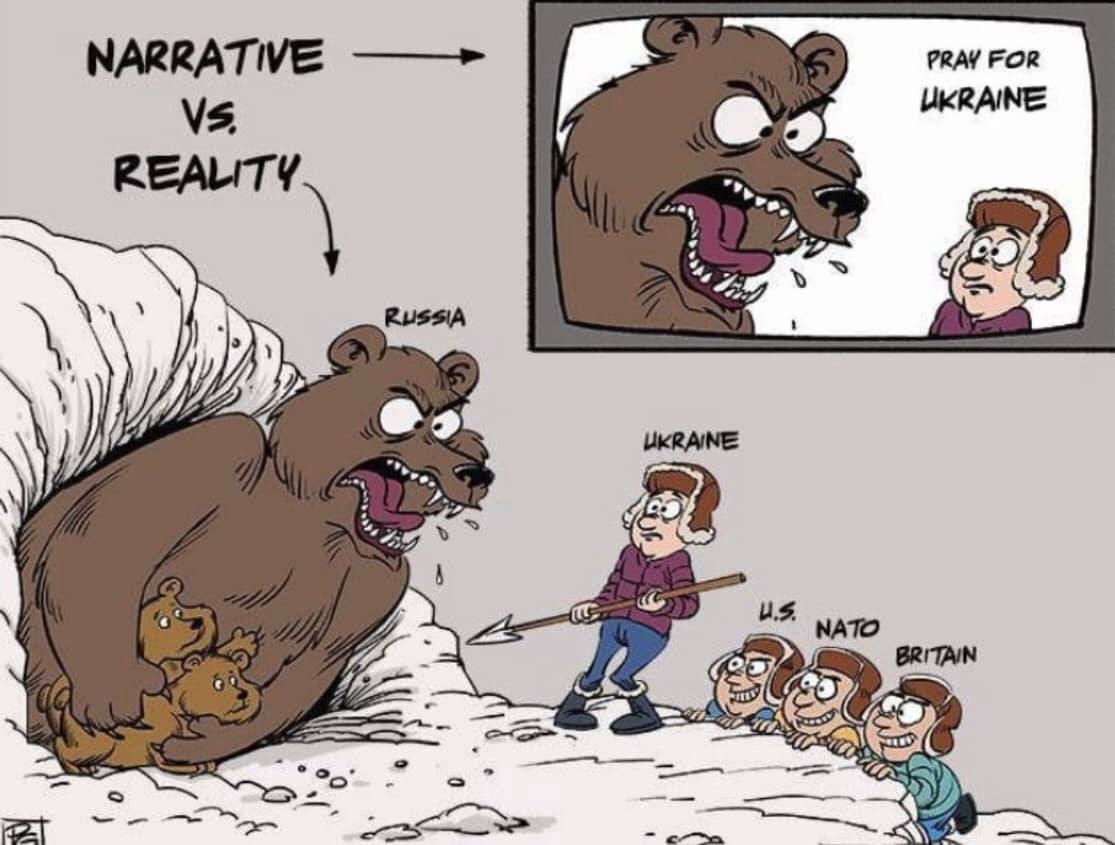 NARRATIVE
VS.
REALITY
PRAY FOR
UKRAINE
RUSSIA
UKRAINE
U.S.
NATO
BRITAIN